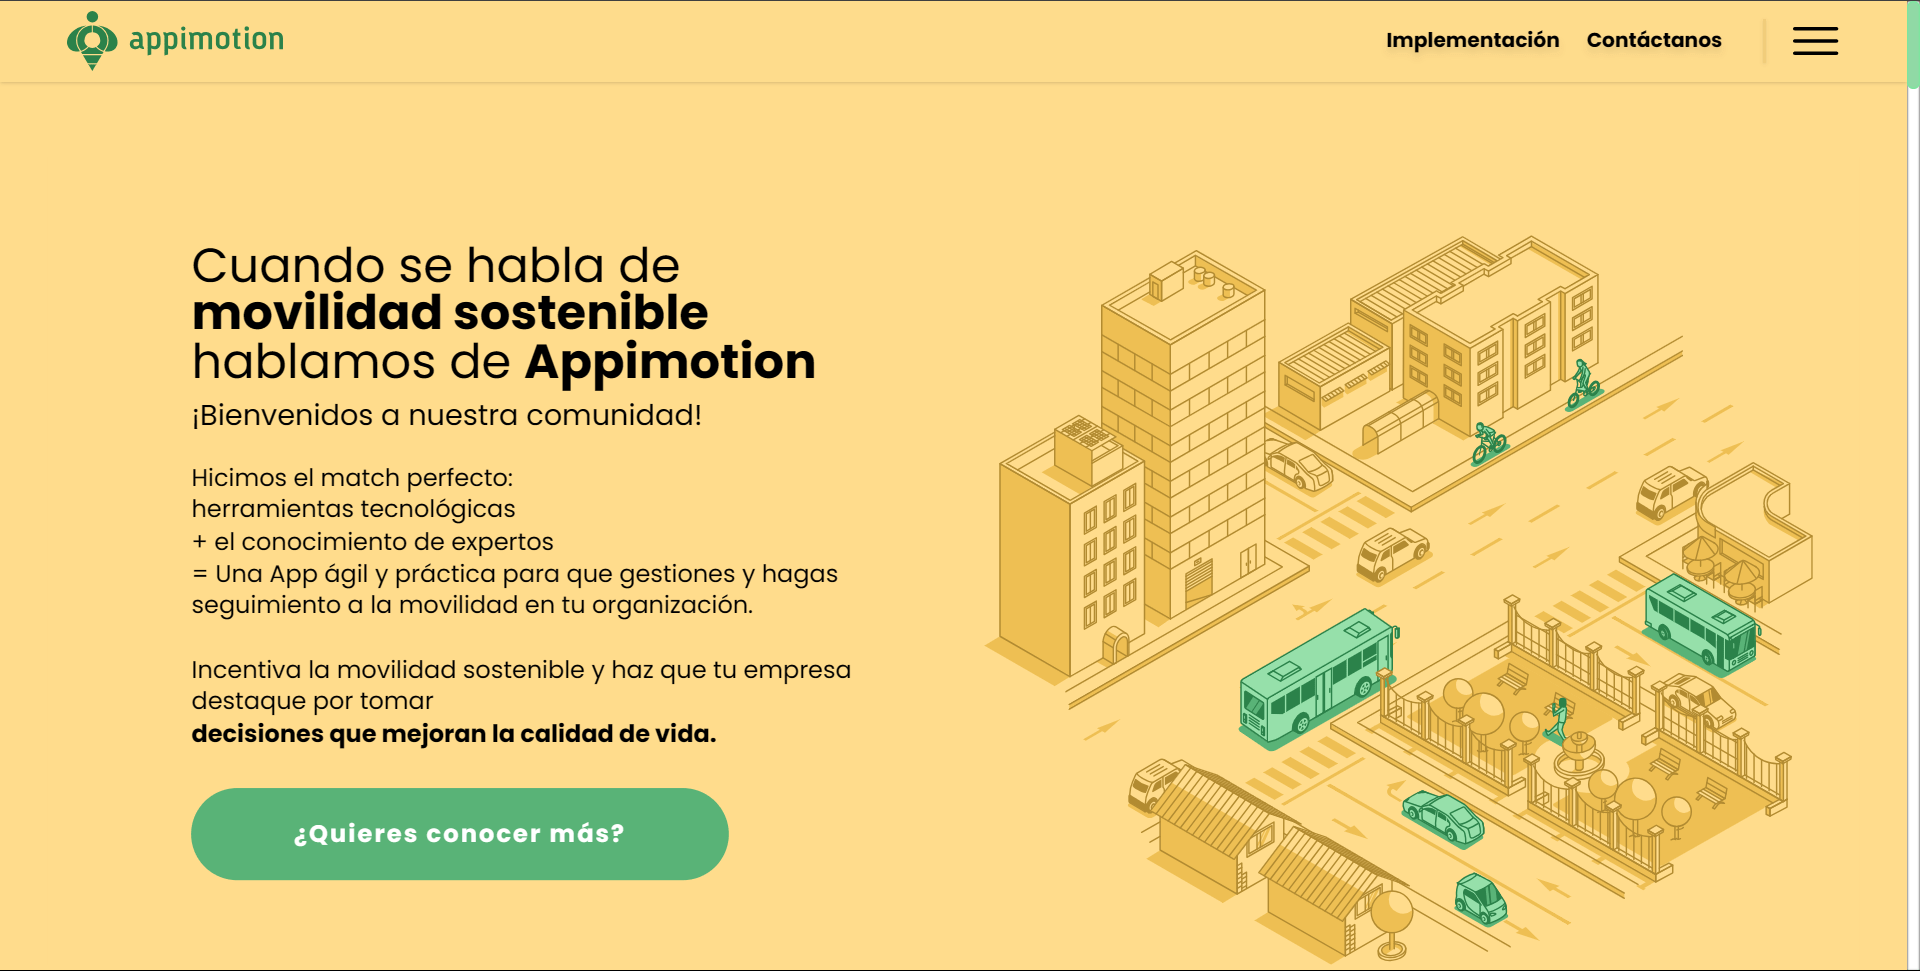 appimotion
Implementación
Contáctanos
Cuando se habla de
movilidad sostenible
hablamos de Appimotion
¡Bienvenidos a nuestra comunidad!
Hicimos el match perfecto:
herramientas tecnológicas
+ el conocimiento de expertos
= Una App ágil y práctica para que gestiones y hagas
seguimiento a la movilidad en tu organización.
Incentiva la movilidad sostenible y haz que tu empresa
destaque por tomar
decisiones que mejoran la calidad de vida.
¿Quieres conocer más?